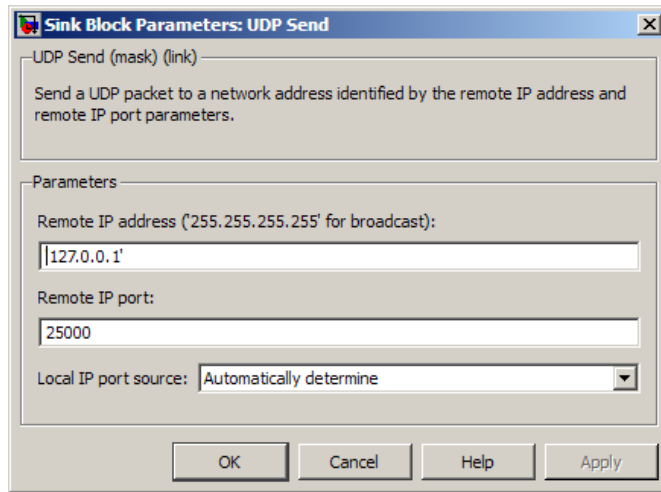 Sink Block Parameters: UDP Send
UDP Send (mask) (link)
Send a UDP packet to a network address identified by the remote IP address and
remote IP port parameters.
Parameters
Remote IP address ('255.255.255.255' for broadcast):
'127.0.0.1'
Remote IP port:
25000
Local IP port source: Automatically determine
OK Cancel Help Apply